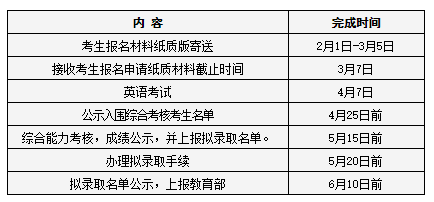 内 容 完成时间
考生报名材料纸质版寄送 2月1日-3月5日
接收考生报名申请纸质材料截止时间 3月7日
英语考试 4月7日
公示入围综合考核考生名单 4月25日前
综合能力考核，成绩公示，并上报拟录取名单。 5月15日前
办理拟录取手续 5月20日前
拟录取名单公示，上报教育部 6月10日前